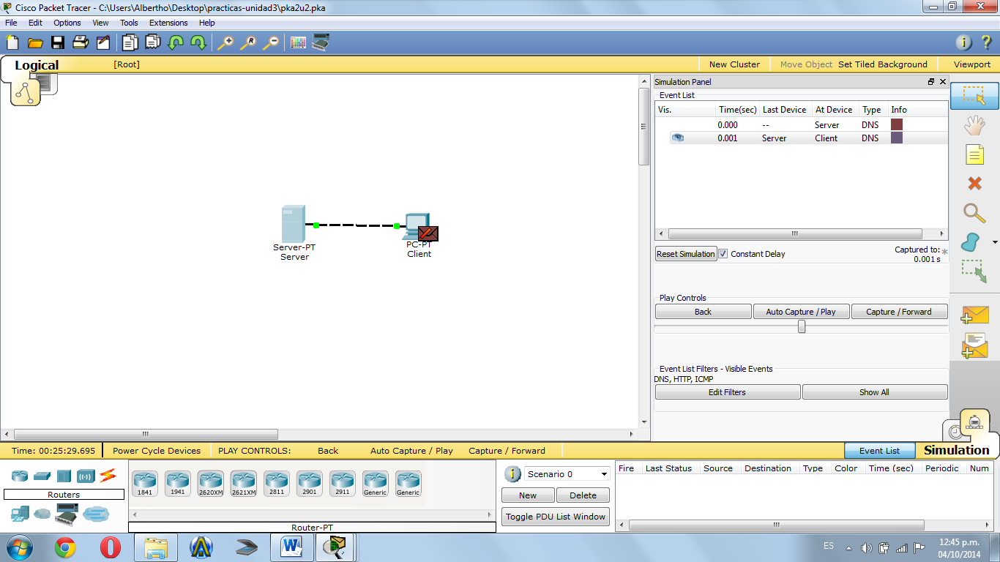 Cisco Packet Tracer - C:\Users\Albertho\Desktop\practicas-unidad3\pka2u2.pka
File Edit Options View Tools Extensions Help
Logical [Root] New Cluster Move Object Set Tiled Background Viewport
Simulation Panel
Event List
Vis. Time(sec) Last Device At Device Type Info
0.000 -- Server DNS
0.001 Server Client DNS
Server-PT
Server
PC-PT
Client
Reset Simulation Constant Delay Captured to: *
0.001 s
Play Controls
Back Auto Capture / Play Capture / Forward
Event List Filters - Visible Events
DNS, HTTP, ICMP
Edit Filters Show All
Time: 00:25:29.695 Power Cycle Devices PLAY CONTROLS: Back Auto Capture / Play Capture / Forward Event List Simulation
Routers
1841 1941 2620XM 2621XM 2811 2901 2911 Generic Generic
Router-PT
Scenario 0
New Delete
Toggle PDU List Window
Fire Last Status Source Destination Type Color Time (sec) Periodic Num
ES 12:45 p.m.
04/10/2014